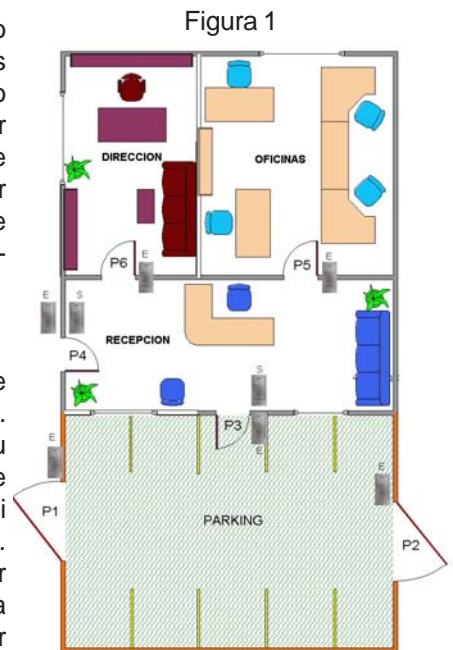 Figura 1
o
s
o
r
e
r
e
-
DIRECCION
OFICINAS
P6
E
P5
E
E
S
RECEPCION
P4
S
E
P3
E
E
P1
PARKING
P2
e
.
u
e
i
.
r
a
r